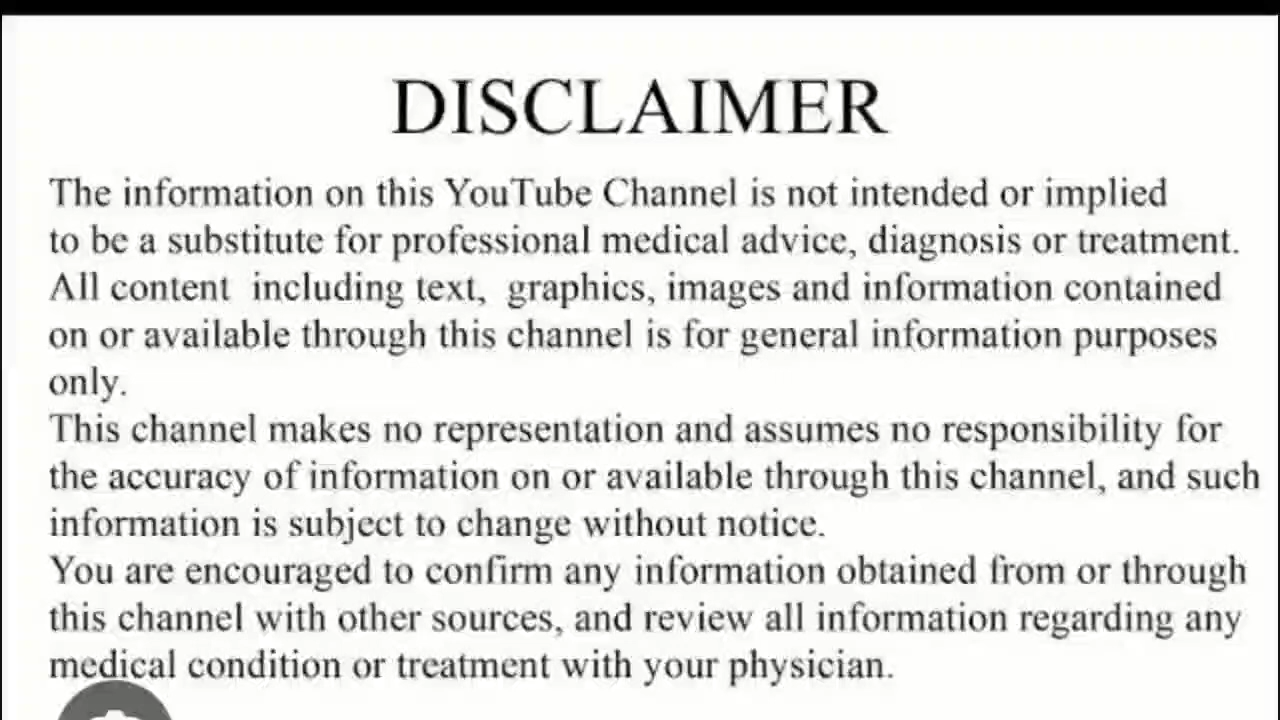 DISCLAIMER
The information on this YouTube Channel is not intended or implied
to be a substitute for professional medical advice, diagnosis or treatment.
All content including text, graphics, images and information contained
on or available through this channel is for general information purposes
only.
This channel makes no representation and assumes no responsibility for
the accuracy of information on or available through this channel, and such
information is subject to change without notice.
You are encouraged to confirm any information obtained from or through
this channel with other sources, and review all information regarding any
medical condition or treatment with your physician.